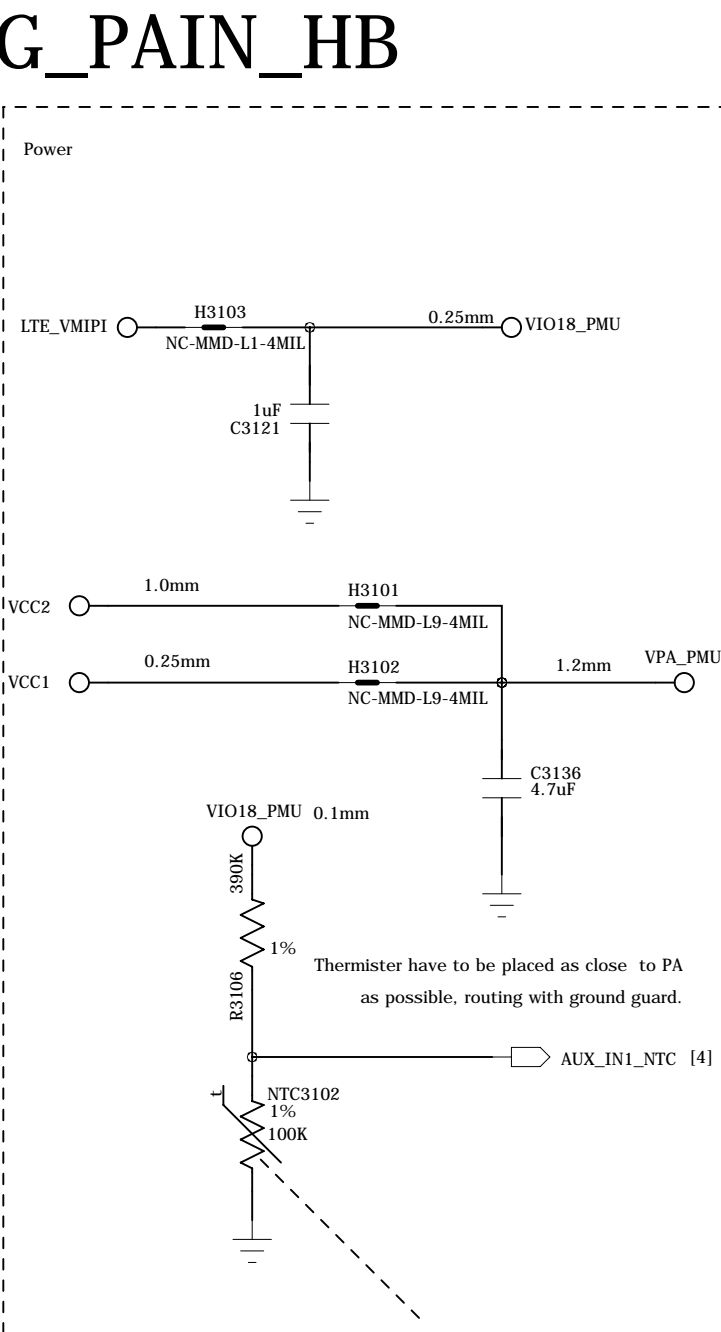 G_PAIN_HB
Power
H3103
LTE_VMIPI
0.25mm
VIO18_PMU
NC-MMD-L1-4MIL
1uF
C3121
1.0mm
H3101
VCC2
NC-MMD-L9-4MIL
0.25mm
H3102
1.2mm
VPA_PMU
VCC1
NC-MMD-L9-4MIL
C3136
4.7uF
VIO18_PMU 0.1mm
390K
1%
R3106
Thermister have to be placed as close to PA
as possible, routing with ground guard.
AUX_IN1_NTC [4]
t
NTC3102
1%
100K